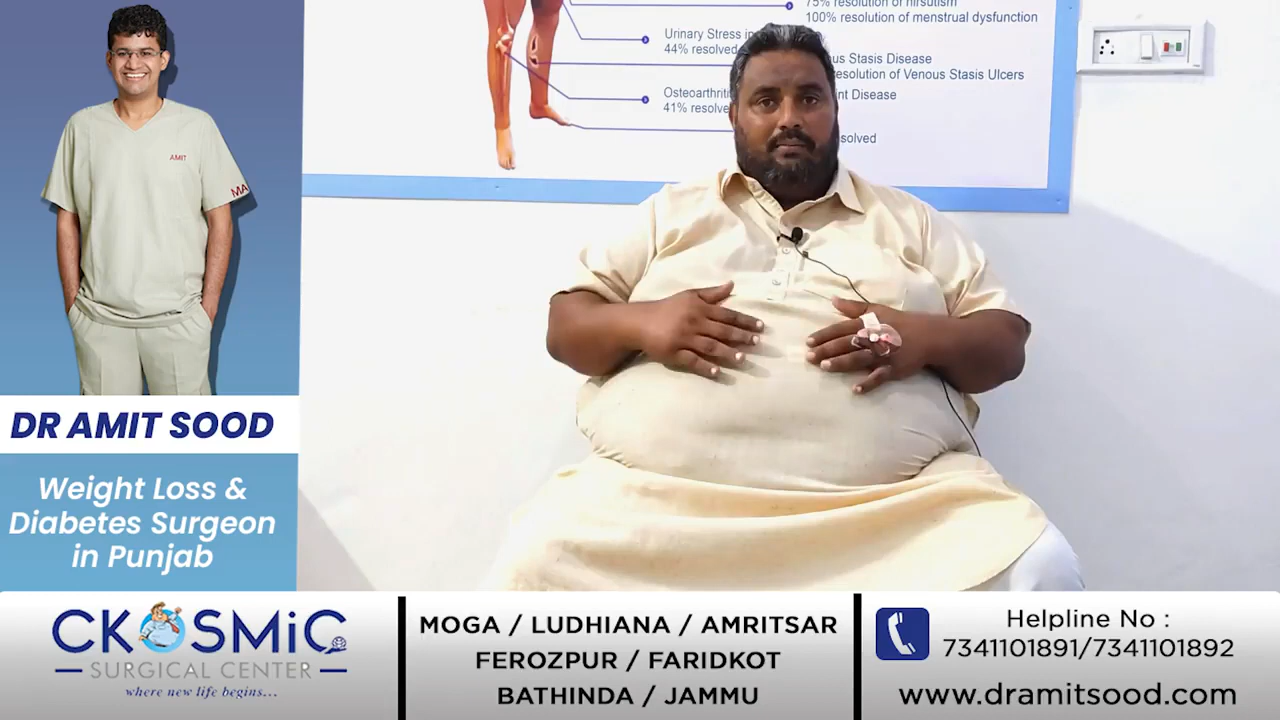 75% resolution of hirsutism
100% resolution of menstrual dysfunction
Urinary Stress in
44% resolved
us Stasis Disease
resolution of Venous Stasis Ulcers
Osteoarthriti
41% resolve
nt Disease
solved
AMIT
MA
DR AMIT SOOD
Weight Loss &
Diabetes Surgeon
in Punjab
CKOSMiC
SURGICAL CENTER
where new life begins...
MOGA / LUDHIANA / AMRITSAR
FEROZPUR / FARIDKOT
BATHINDA / JAMMU
Helpline No :
7341101891/7341101892
www.dramitsood.com